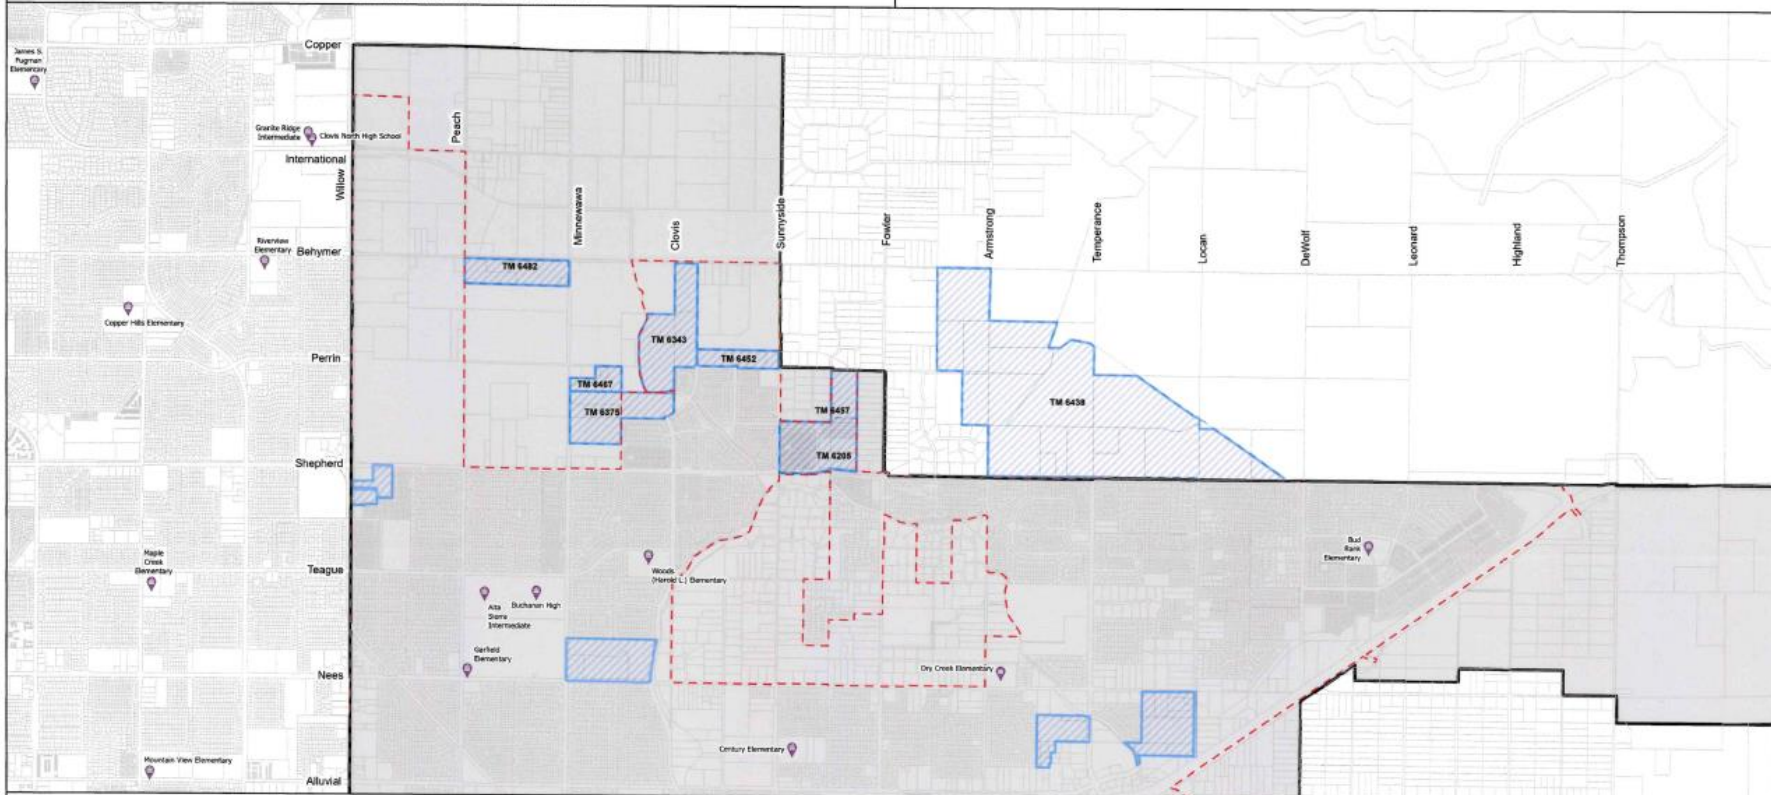 Copper
James S.
Fugman
Elementary
Granite Ridge
Intermediate
Clovis North High School
International
Willow
Peach
Minnewawa
Clovis
Sunnyside
Fowler
Armstrong
Temperance
Locan
DeWolf
Leonard
Highland
Thompson
Riverview
Elementary
Behymer
TM 6482
Copper Hills Elementary
TM 6343
Perrin
TM 6452
TM 6467
TM 6375
TM 6457
TM 6439
TM 6205
Shepherd
Maple
Creek
Elementary
Teague
Woods
(Harold L.) Elementary
Bud
Rank
Elementary
Alta
Sierra
Intermediate
Buchanan High
Garfield
Elementary
Nees
Dry Creek Elementary
Century Elementary
Mountain View Elementary
Alluvial